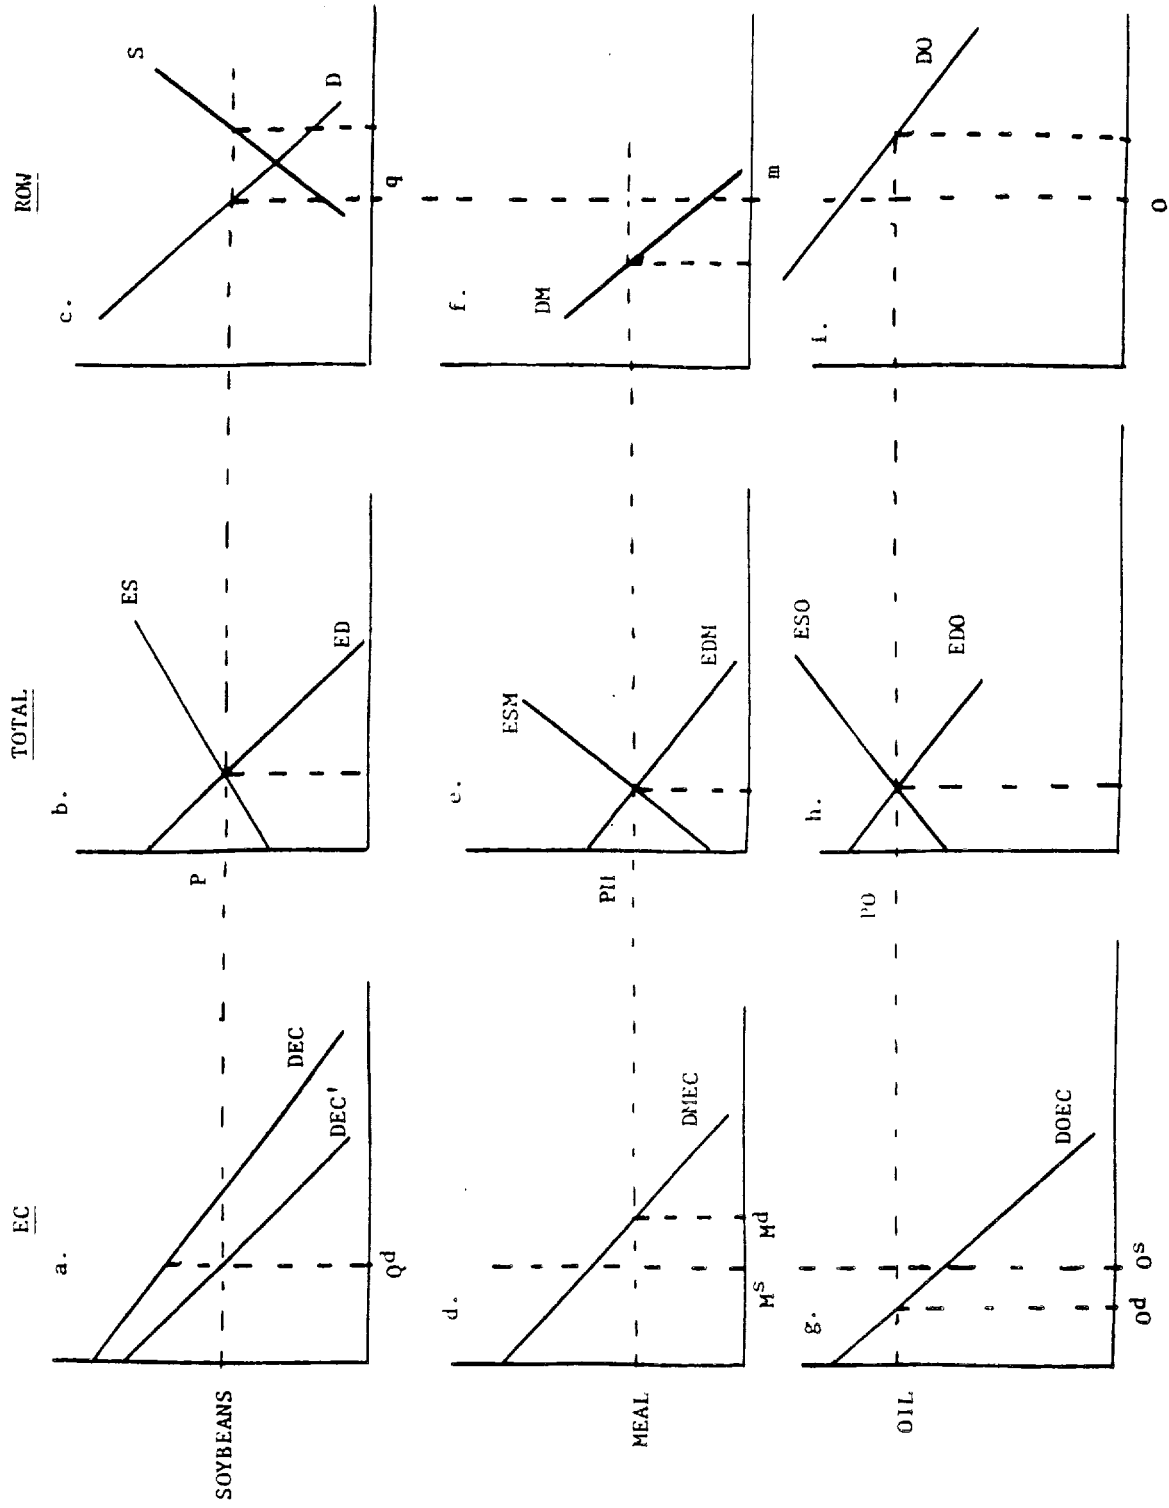 EC TOTAL ROW
a. b. c.
ES S
P
DEC ED D
DEC'
SOYBEANS
Q^d q
d. e. f.
ESM DM
PM
DMEC EDM
MEAL
M^s M^d m
g. h. i.
ESO
PO
DO
EDO
DOEC
OIL
O^d O^s O